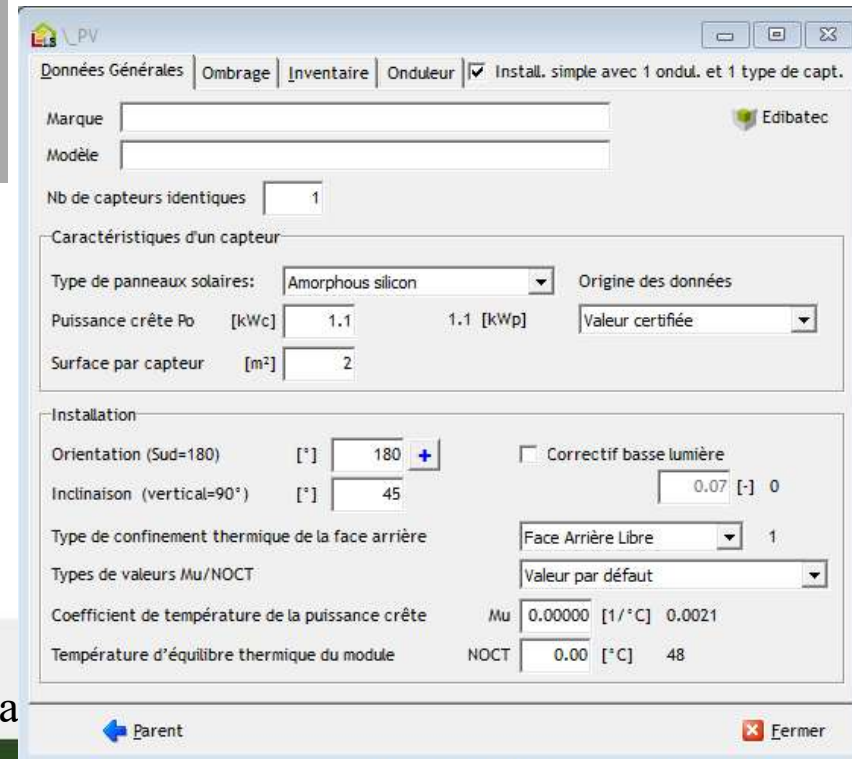 \_PV
Données Générales Ombrage Inventaire Onduleur Install. simple avec 1 ondul. et 1 type de capt.
Marque Edibatec
Modèle
Nb de capteurs identiques 1
Caractéristiques d'un capteur
Type de panneaux solaires: Amorphous silicon Origine des données
Puissance crête Po [kWc] 1.1 1.1 [kWp] Valeur certifiée
Surface par capteur [m²] 2
Installation
Orientation (Sud=180) [°] 180 + Correctif basse lumière
Inclinaison (vertical=90°) [°] 45 0.07 [-] 0
Type de confinement thermique de la face arrière Face Arrière Libre 1
Types de valeurs Mu/NOCT Valeur par défaut
Coefficient de température de la puissance crête Mu 0.00000 [1/°C] 0.0021
Température d'équilibre thermique du module NOCT 0.00 [°C] 48
a
Parent Fermer